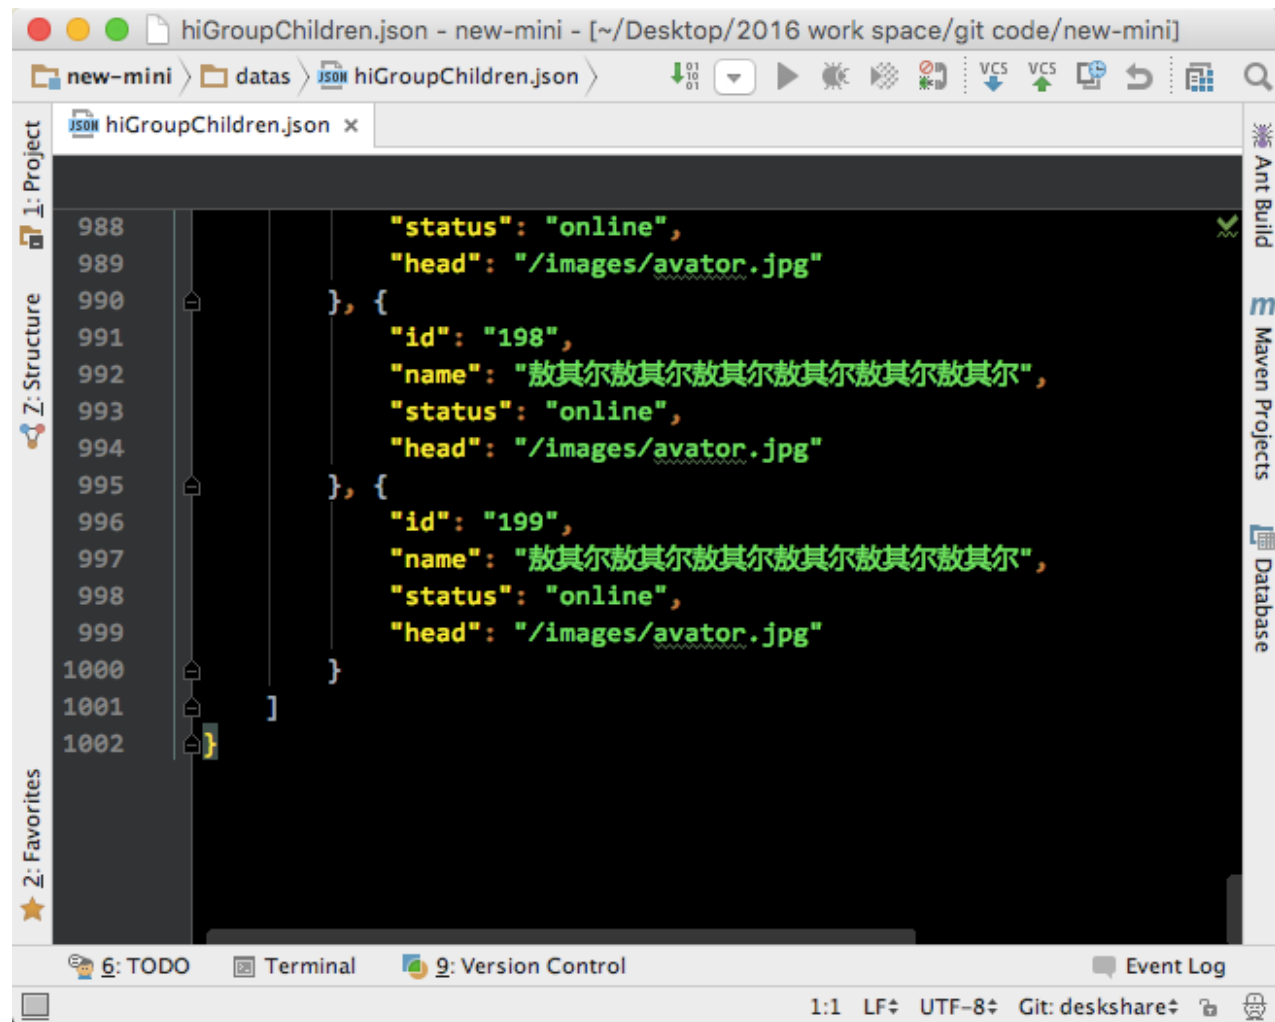 hiGroupChildren.json - new-mini - [~/Desktop/2016 work space/git code/new-mini]
new-mini datas hiGroupChildren.json VCS VCS
hiGroupChildren.json
1: Project
Z: Structure
2: Favorites
988 "status": "online",
989 "head": "/images/avator.jpg"
990 }, {
991 "id": "198",
992 "name": "敖其尔敖其尔敖其尔敖其尔敖其尔敖其尔",
993 "status": "online",
994 "head": "/images/avator.jpg"
995 }, {
996 "id": "199",
997 "name": "敖其尔敖其尔敖其尔敖其尔敖其尔敖其尔",
998 "status": "online",
999 "head": "/images/avator.jpg"
1000 }
1001 ]
1002 }
Ant Build
Maven Projects
Database
6: TODO Terminal 9: Version Control Event Log
1:1 LF UTF-8 Git: deskshare